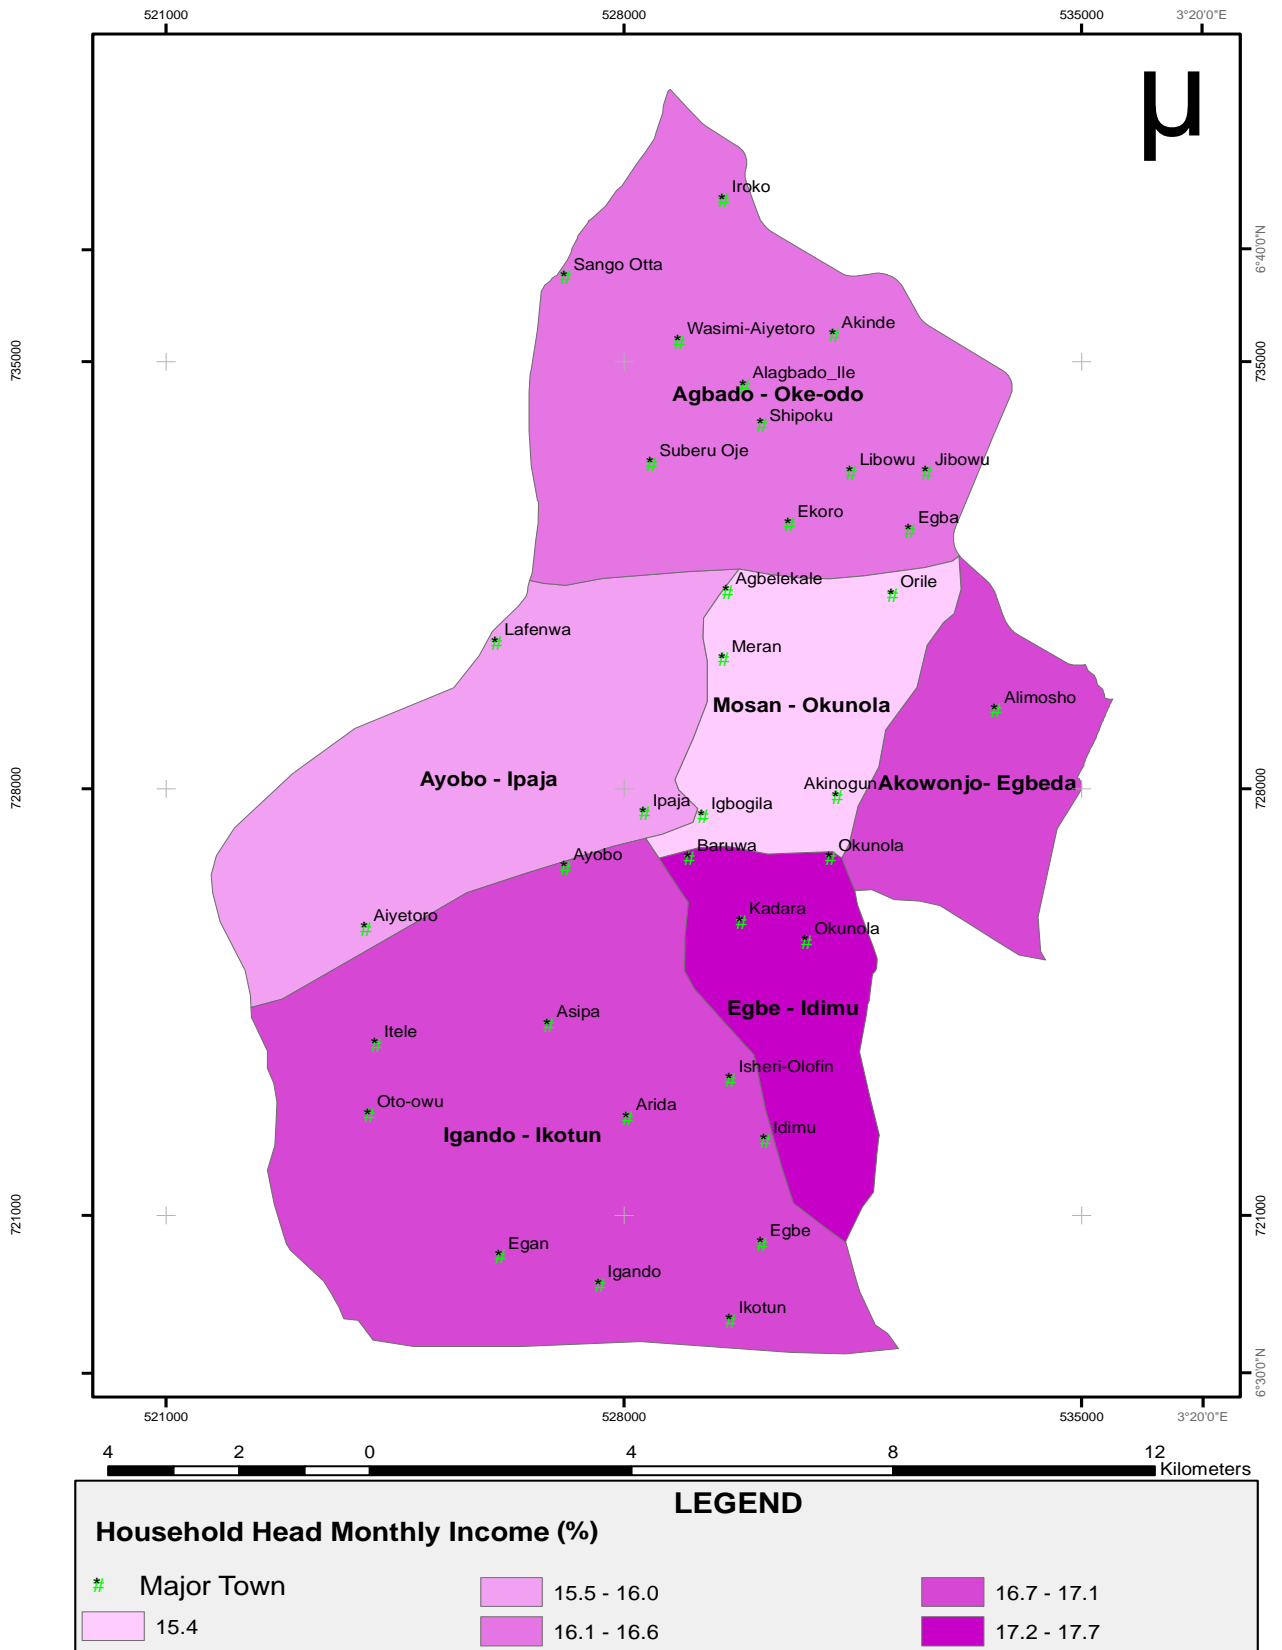 521000 528000 535000 3°20'0"E
µ
Iroko
6°40'0"N
Sango Otta
Wasimi-Aiyetoro
Akinde
735000
735000
Alagbado_Ile
Agbado - Oke-odo
Shipoku
Suberu Oje
Libowu
Jibowu
Ekoro
Egba
Agbelekale
Orile
Lafenwa
Meran
Mosan - Okunola
Alimosho
Ayobo - Ipaja
Akinogun
Akowonjo- Egbeda
728000
728000
Ipaja
Igbogila
Baruwa
Okunola
Ayobo
Kadara
Aiyetoro
Okunola
Egbe - Idimu
Asipa
Itele
Isheri-Olofin
Oto-owu
Arida
Igando - Ikotun
Idimu
721000
721000
Egbe
Egan
Igando
Ikotun
6°30'0"N
521000 528000 535000 3°20'0"E
4 2 0 4 8 12
Kilometers
LEGEND
Household Head Monthly Income (%)
Major Town
15.4
15.5 - 16.0
16.1 - 16.6
16.7 - 17.1
17.2 - 17.7